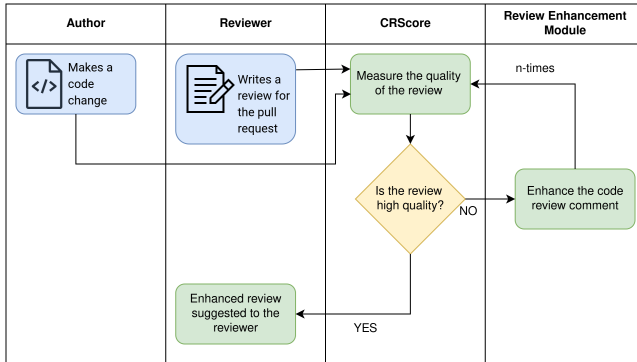 Author
Reviewer
CRScore
Review Enhancement
Module
Makes a
code
change
</>
Writes a
review for
the pull
request
Measure the quality
of the review
n-times
Is the review
high quality?
NO
Enhance the code
review comment
Enhanced review
suggested to the
reviewer
YES